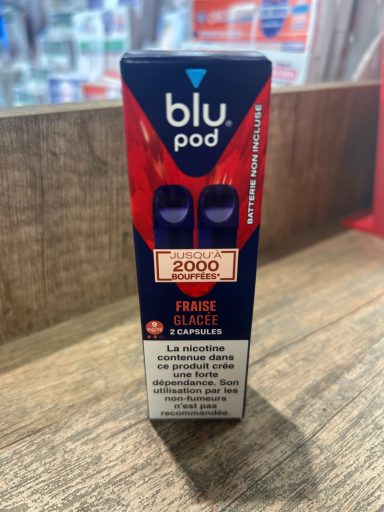 blu®
pod
BATTERIE NON INCLUSE
JUSQU'À
2000
BOUFFÉES*
FRAISE
GLACÉE
2 CAPSULES
9
La nicotine
contenue dans
ce produit crée
une forte
dépendance. Son
utilisation par les
non-fumeurs
n'est pas
recommandée.